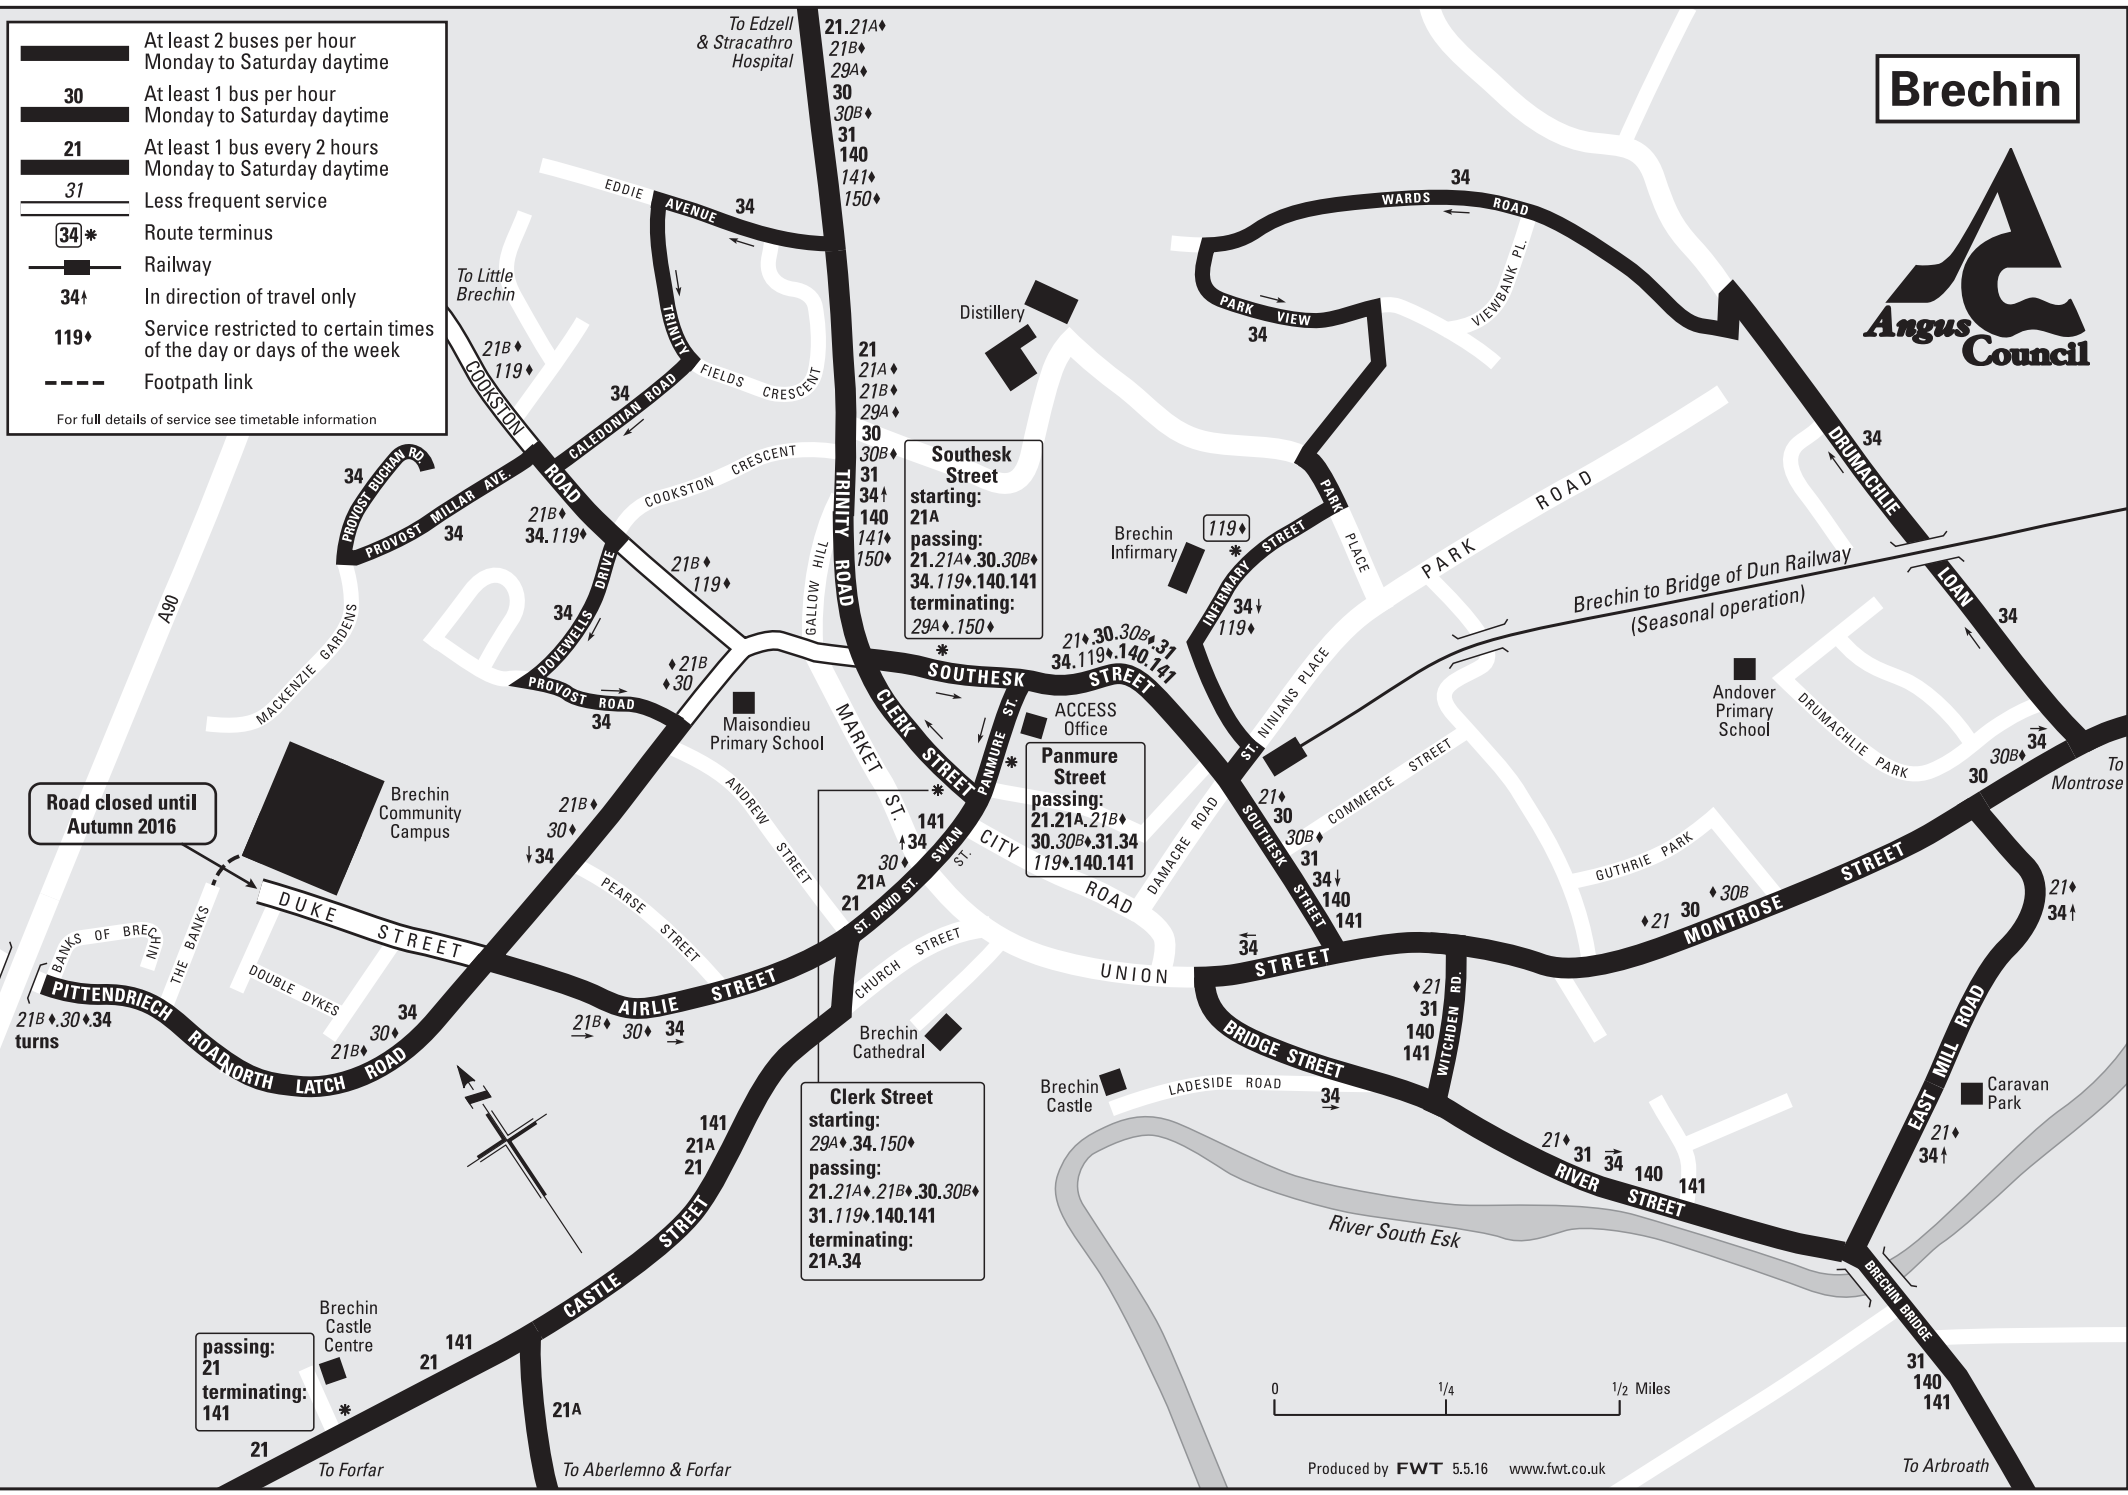 At least 2 buses per hour
Monday to Saturday daytime
30
At least 1 bus per hour
Monday to Saturday daytime
21
At least 1 bus every 2 hours
Monday to Saturday daytime
31
Less frequent service
34*
Route terminus
Railway
34↑
In direction of travel only
119♦
Service restricted to certain times
of the day or days of the week
Footpath link
For full details of service see timetable information
To Edzell
& Stracathro
Hospital
21.21A♦
21B♦
29A♦
30
30B♦
31
140
141♦
150♦
Brechin
Angus
Council
EDDIE AVENUE
34
TRINITY
FIELDS CRESCENT
34
CALEDONIAN ROAD
To Little
Brechin
21B♦
119♦
COOKSTON
ROAD
34
PROVOST BUCHAN RD.
PROVOST MILLAR AVE.
34
21B♦
34.119♦
COOKSTON CRESCENT
21
21A♦
21B♦
29A♦
30
30B♦
31
34↑
140
141♦
150♦
TRINITY ROAD
GALLOW HILL
Distillery
WARDS ROAD
34
PARK VIEW
34
VIEWBANK PL.
DRUMACHLIE
LOAN
34
34
PARK
PLACE
PARK ROAD
Brechin
Infirmary
119♦
*
INFIRMARY STREET
34↓
119♦
Brechin to Bridge of Dun Railway
(Seasonal operation)
Southesk
Street
starting:
21A
passing:
21.21A♦.30.30B♦
34.119♦.140.141
terminating:
29A♦.150♦
*
21♦.30.30B♦.31
34.119♦.140.141
SOUTHESK STREET
A90
MACKENZIE GARDENS
DOVEWELLS DRIVE
34
PROVOST ROAD
34
21B♦
119♦
♦21B
♦30
Maisondieu
Primary School
MARKET
ST.
CLERK STREET
PANMURE ST.
ACCESS
Office
*
Panmure
Street
passing:
21.21A.21B♦
30.30B♦.31.34
119♦.140.141
ST. NINIANS PLACE
COMMERCE STREET
DAMACRE ROAD
CITY ROAD
SOUTHESK STREET
21♦
30
30B♦
31
34↓
140
141
Andover
Primary
School
DRUMACHLIE PARK
34
30B♦
30
To
Montrose
GUTHRIE PARK
MONTROSE STREET
♦21
30
♦30B
21♦
34↑
Road closed until
Autumn 2016
Brechin
Community
Campus
DUKE STREET
21B♦
30♦
↓34
ANDREW STREET
PEARSE STREET
*
141
↑34
30♦
21A
21
SWAN
ST.
ST. DAVID ST.
CHURCH STREET
BANKS OF BRECHIN
THE BANKS
DOUBLE DYKES
PITTENDRIECH
ROAD
21B♦.30♦.34
turns
NORTH LATCH ROAD
21B♦
30♦
34
AIRLIE STREET
21B♦
30♦
34
UNION
STREET
34
Brechin
Cathedral
Brechin
Castle
LADESIDE ROAD
BRIDGE STREET
34
WITCHDEN RD.
♦21
31
140
141
EAST MILL ROAD
Caravan
Park
21♦
34↑
21♦
31
34
140
141
RIVER STREET
River South Esk
BRECHIN BRIDGE
31
140
141
To Arbroath
N
Clerk Street
starting:
29A♦.34.150♦
passing:
21.21A♦.21B♦.30.30B♦
31.119♦.140.141
terminating:
21A.34
141
21A
21
CASTLE STREET
Brechin
Castle
Centre
passing:
21
terminating:
141
*
141
21
21
21A
To Forfar
To Aberlemno & Forfar
0
1/4
1/2 Miles
Produced by FWT 5.5.16 www.fwt.co.uk